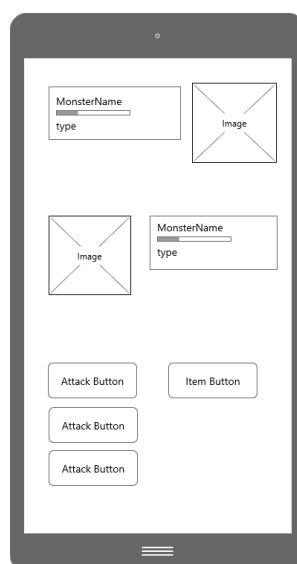 MonsterName
type
Image
Image
MonsterName
type
Attack Button
Item Button
Attack Button
Attack Button